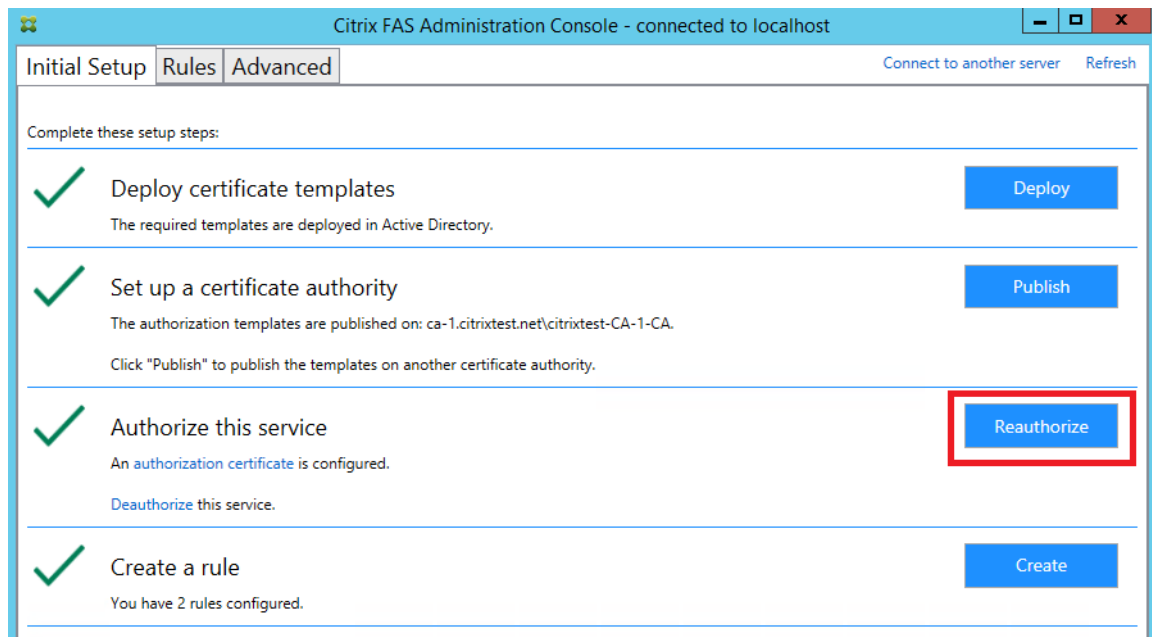 Citrix FAS Administration Console - connected to localhost
Initial Setup Rules Advanced Connect to another server Refresh
Complete these setup steps:
Deploy certificate templates Deploy
The required templates are deployed in Active Directory.
Set up a certificate authority Publish
The authorization templates are published on: ca-1.citrixtest.net\citrixtest-CA-1-CA.
Click "Publish" to publish the templates on another certificate authority.
Authorize this service Reauthorize
An authorization certificate is configured.
Deauthorize this service.
Create a rule Create
You have 2 rules configured.